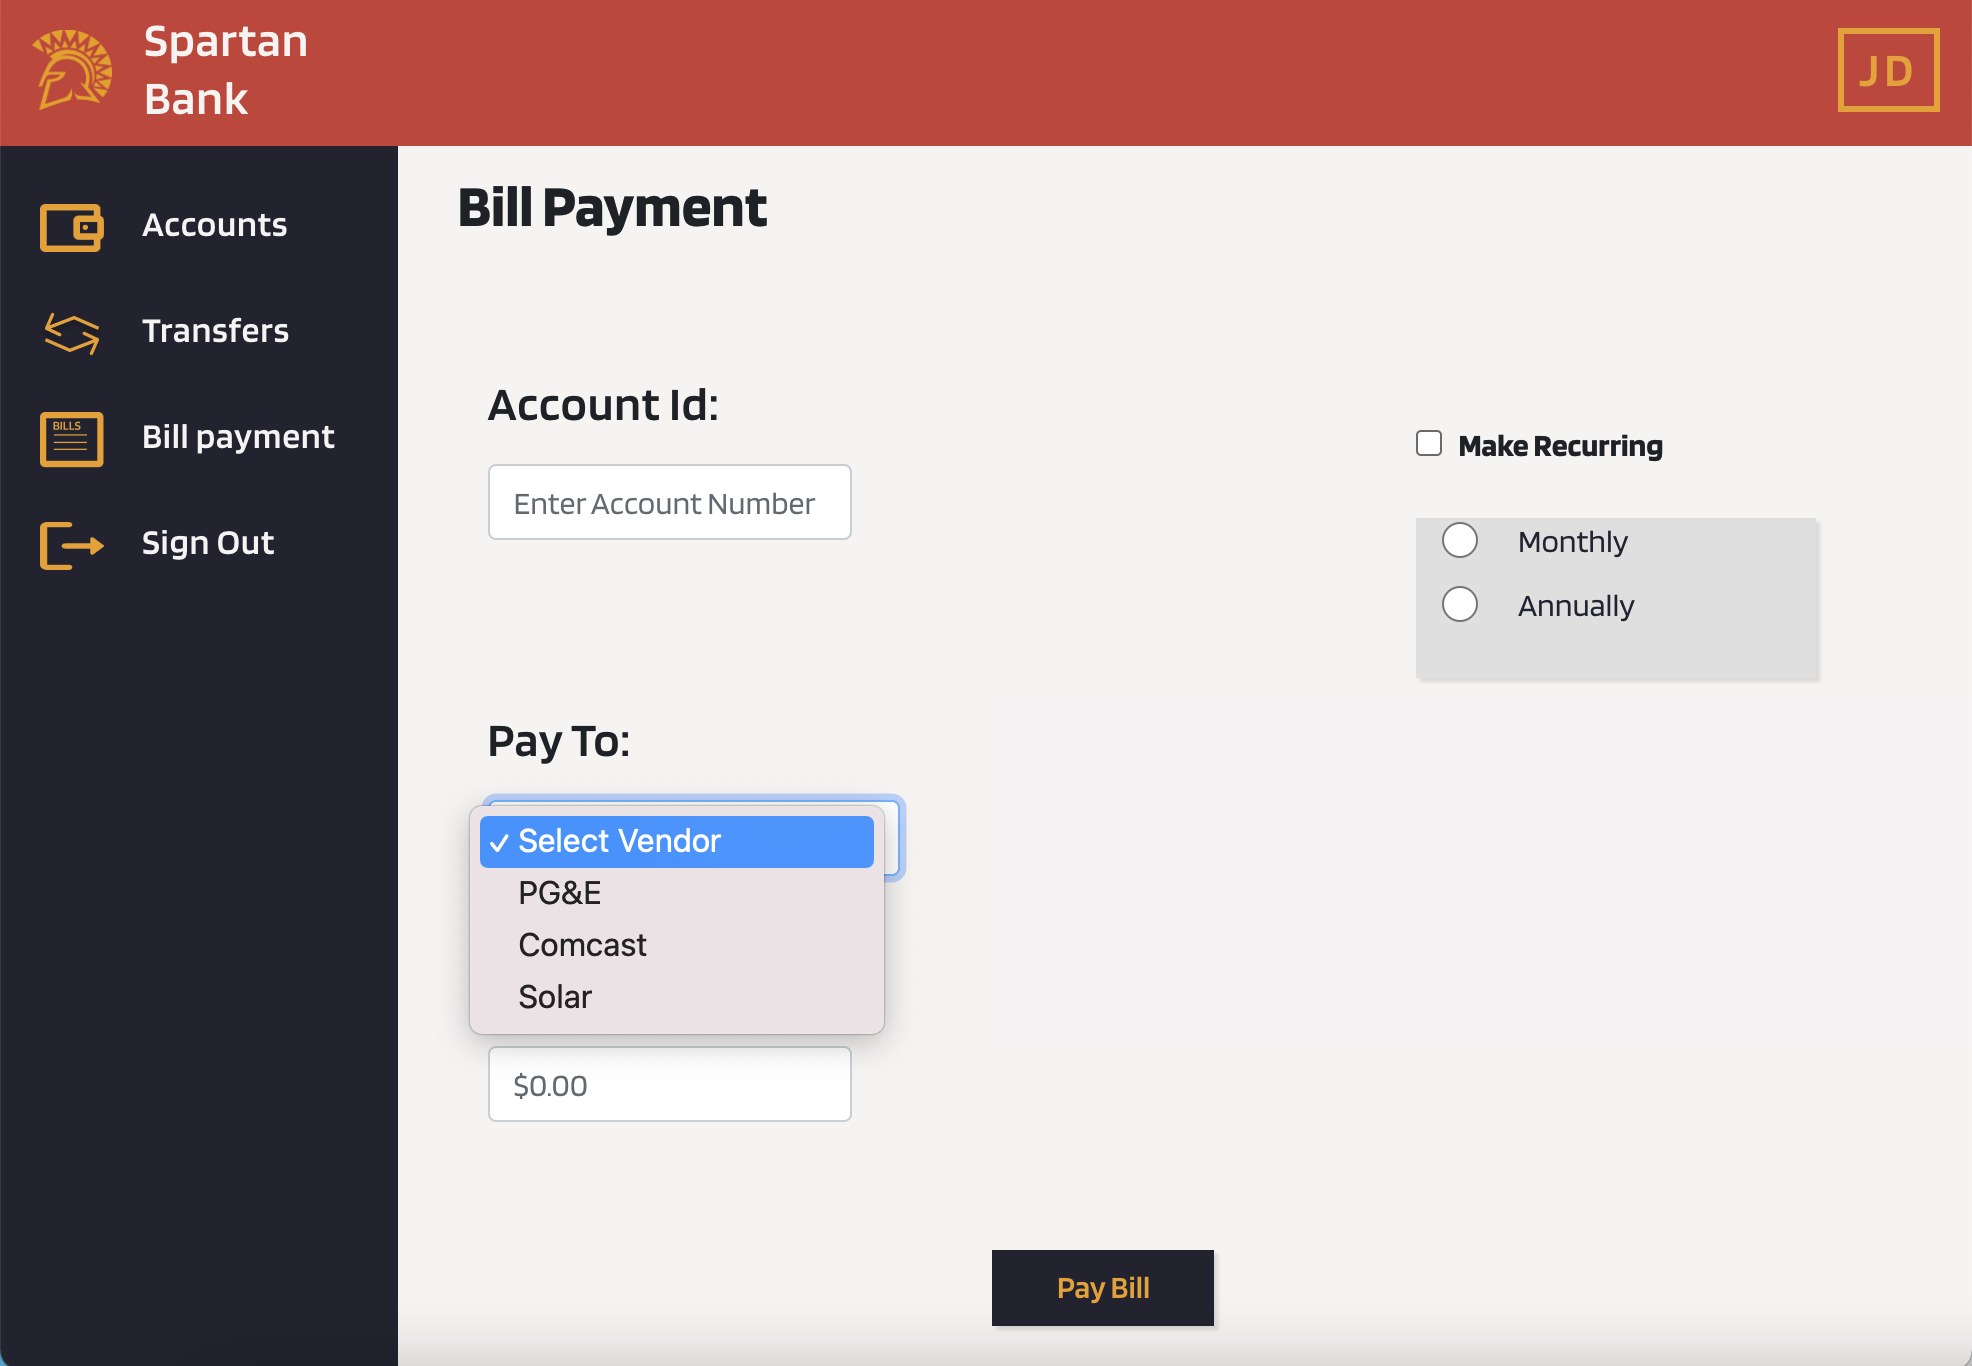 Spartan
Bank
JD
Accounts
Transfers
BILLS
Bill payment
Sign Out
Bill Payment
Account Id:
Enter Account Number
Make Recurring
Monthly
Annually
Pay To:
✓ Select Vendor
PG&E
Comcast
Solar
$0.00
Pay Bill